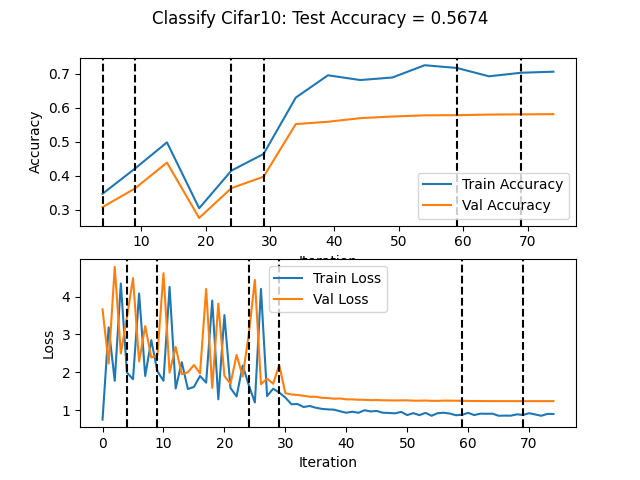 Classify Cifar10: Test Accuracy = 0.5674
0.7
0.6
0.5
0.4
0.3
Accuracy
Train Accuracy
Val Accuracy
10 20 30 40 50 60 70
Iteration
4
3
2
1
Loss
Train Loss
Val Loss
0 10 20 30 40 50 60 70
Iteration